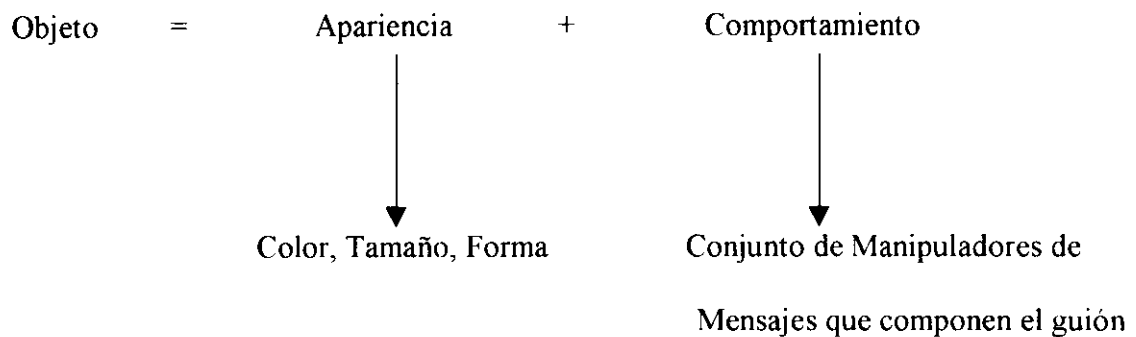 Objeto = Apariencia + Comportamiento
Color, Tamaño, Forma Conjunto de Manipuladores de
Mensajes que componen el guión